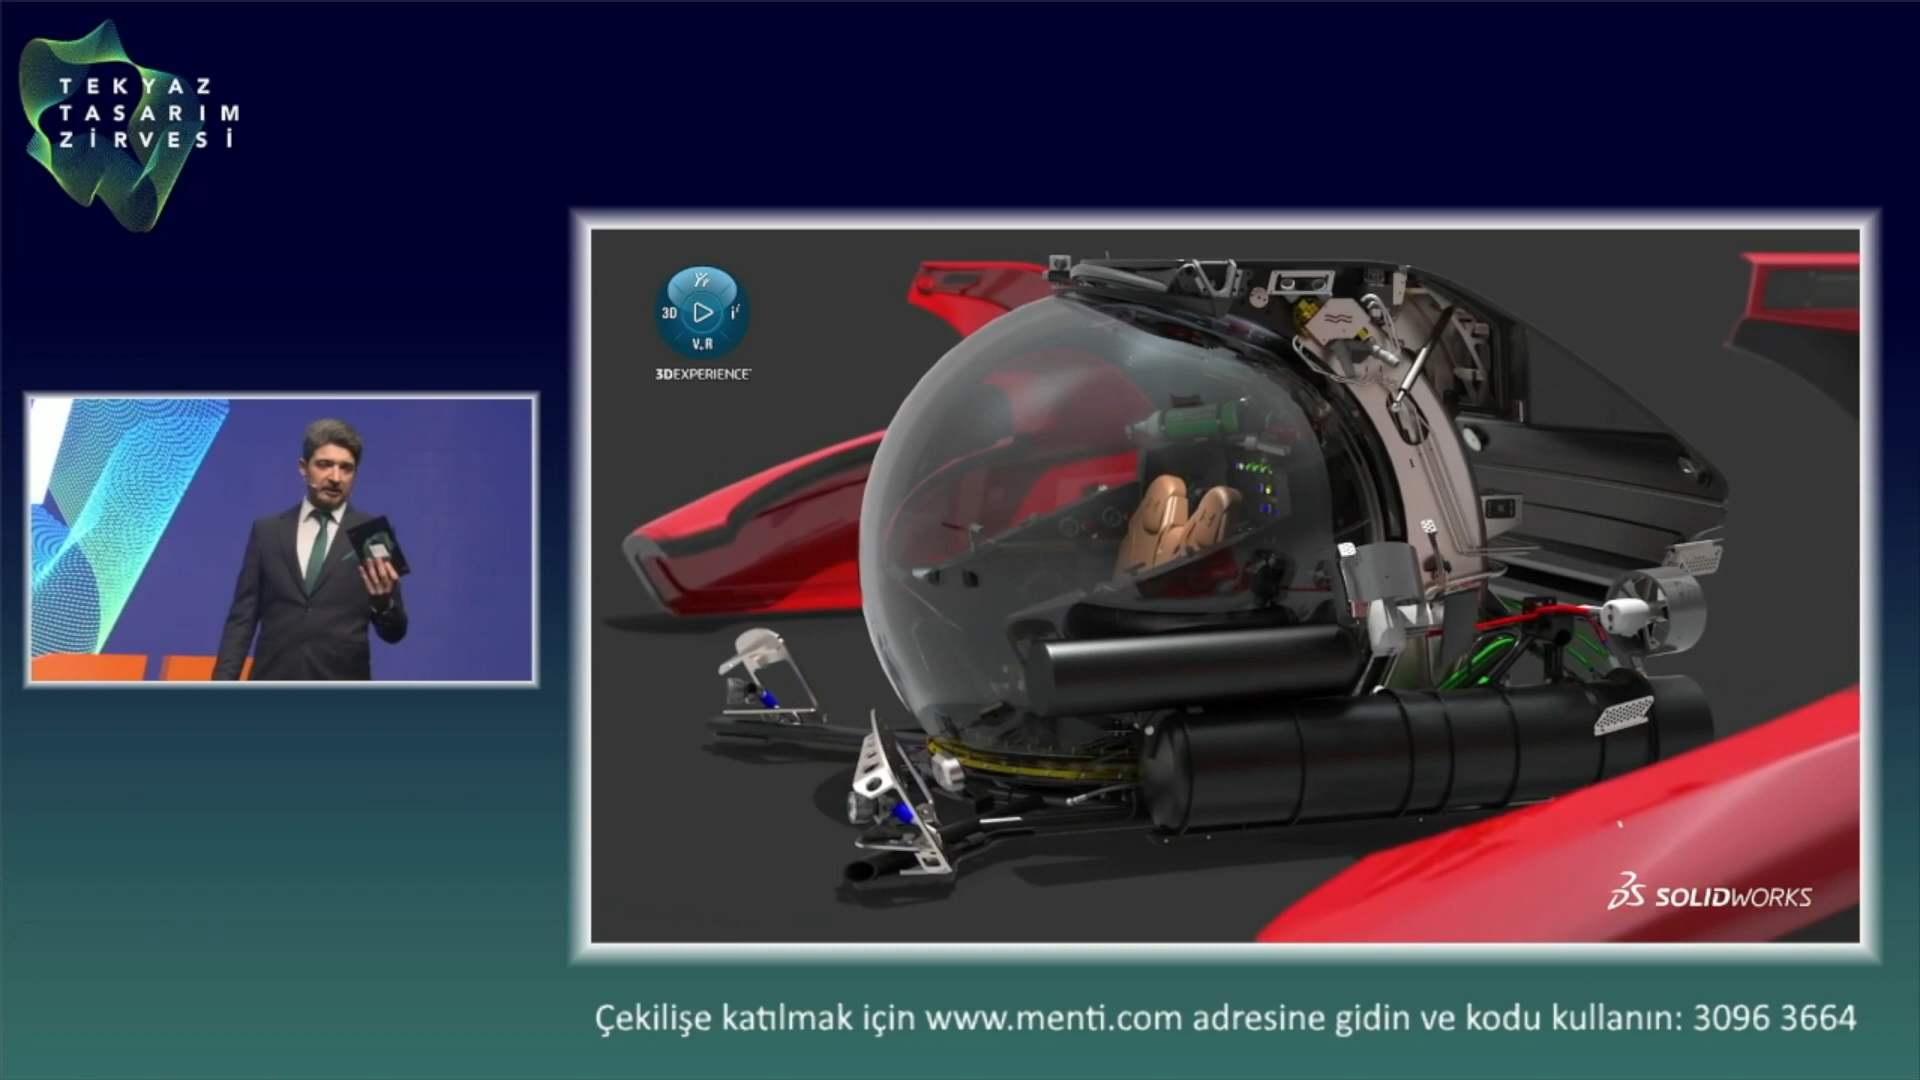 TEKYAZ
TASARIM
ZİRVESİ
3D
V,R
3DEXPERIENCE
SOLIDWORKS
Çekilişe katılmak için www.menti.com adresine gidin ve kodu kullanın: 3096 3664